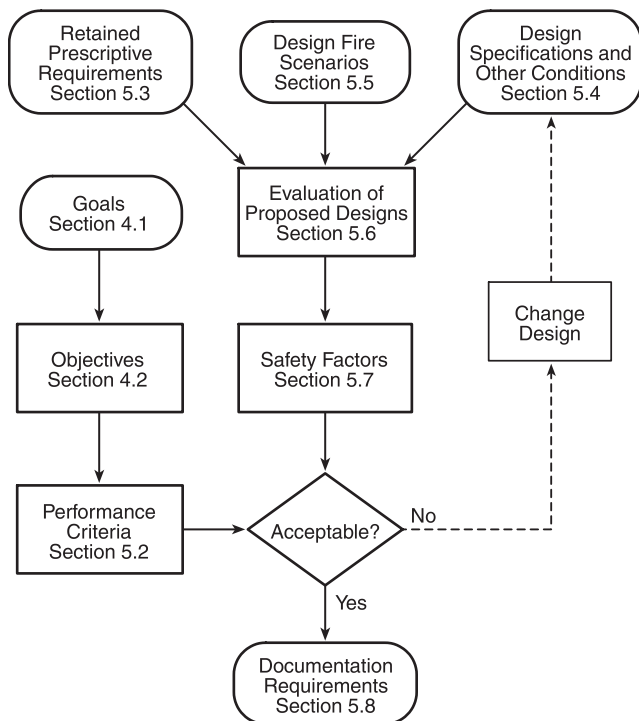 Retained
Prescriptive
Requirements
Section 5.3
Design Fire
Scenarios
Section 5.5
Design
Specifications and
Other Conditions
Section 5.4
Goals
Section 4.1
Evaluation of
Proposed Designs
Section 5.6
Change
Design
Objectives
Section 4.2
Safety Factors
Section 5.7
Performance
Criteria
Section 5.2
Acceptable?
No
Yes
Documentation
Requirements
Section 5.8